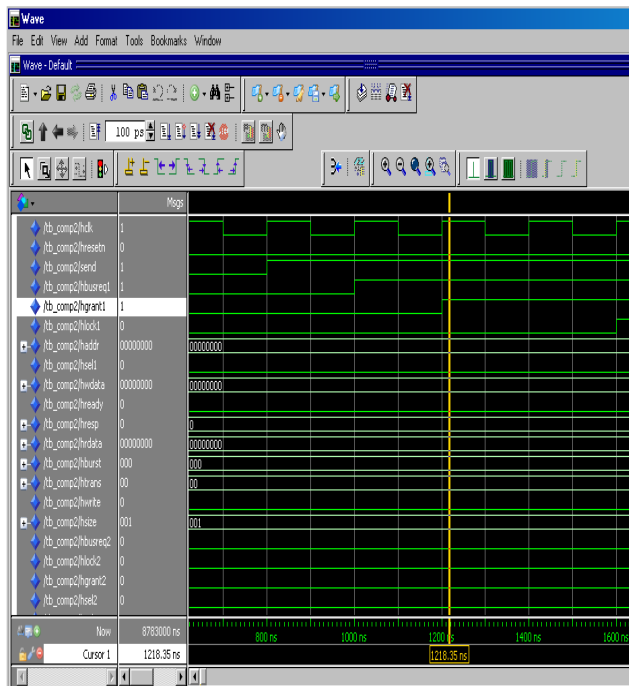 Wave
File Edit View Add Format Tools Bookmarks Window
Wave - Default
100 ps
Msgs
/tb_comp2/hclk 1
/tb_comp2/hresetn 0
/tb_comp2/send 1
/tb_comp2/hbusreq1 1
/tb_comp2/hgrant1 1
/tb_comp2/hlock1 0
/tb_comp2/haddr 00000000 00000000
/tb_comp2/hsel1 0
/tb_comp2/hwdata 00000000 00000000
/tb_comp2/hready 0
/tb_comp2/hresp 0 0
/tb_comp2/hrdata 00000000 00000000
/tb_comp2/hburst 000 000
/tb_comp2/htrans 00 00
/tb_comp2/hwrite 0
/tb_comp2/hsize 001 001
/tb_comp2/hbusreq2 0
/tb_comp2/hlock2 0
/tb_comp2/hgrant2 0
/tb_comp2/hsel2 0
Now 8783000 ns 800 ns 1000 ns 1200 ns 1400 ns 1600 ns
Cursor 1 1218.35 ns 1218.35 ns